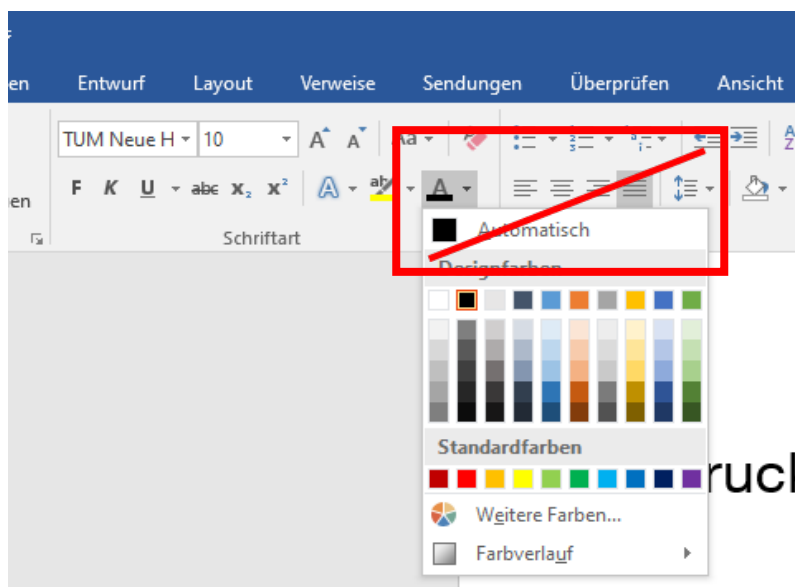 en Entwurf Layout Verweise Sendungen Überprüfen Ansicht
TUM Neue H 10 A A Aa
en F K U abc x₂ x² A ab A
Schriftart
Automatisch
Designfarben
Standardfarben
ruch
Weitere Farben...
Farbverlauf